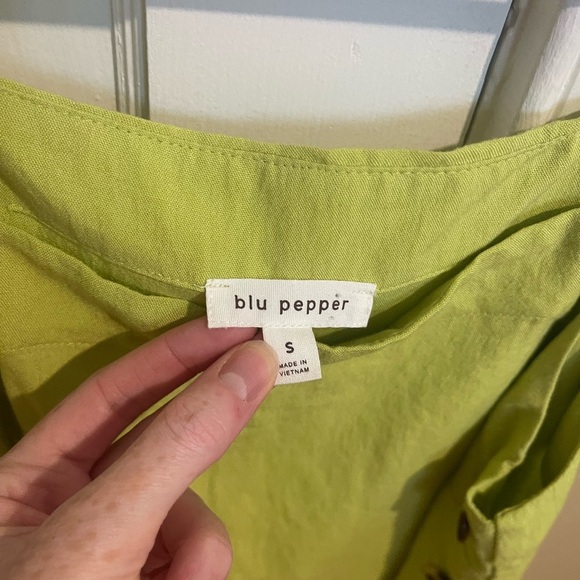 blu pepper
S
MADE IN
VIETNAM